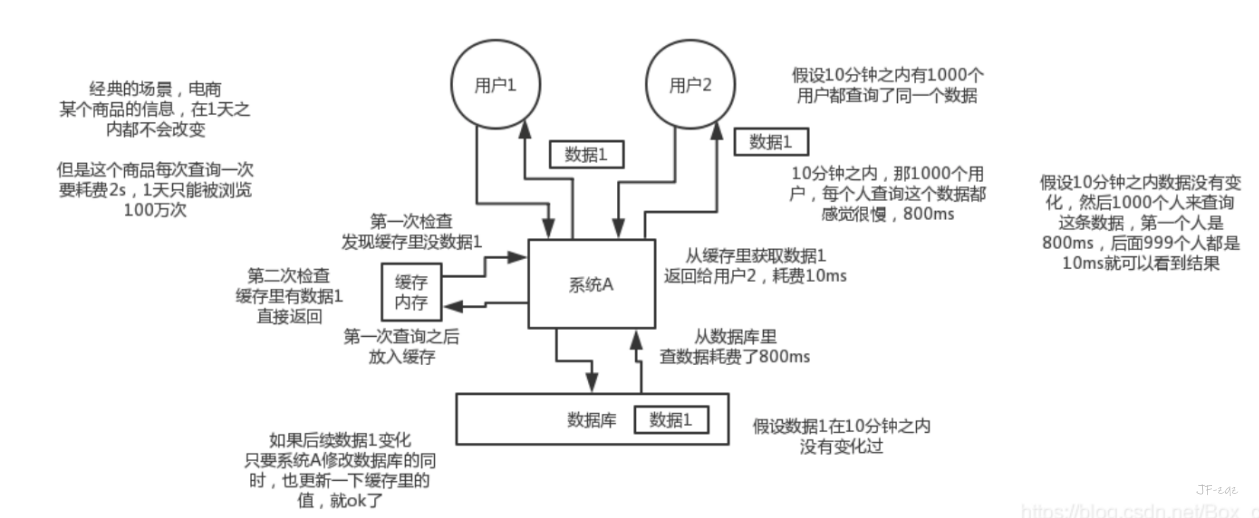 经典的场景，电商
某个商品的信息，在1天之
内都不会改变
但是这个商品每次查询一次
要耗费2s，1天只能被浏览
100万次
用户1
用户2
数据1
数据1
假设10分钟之内有1000个
用户都查询了同一个数据
10分钟之内，那1000个用
户，每个人查询这个数据都
感觉很慢，800ms
假设10分钟之内数据没有变
化，然后1000个人来查询
这条数据，第一个人是
800ms，后面999个人都是
10ms就可以看到结果
第一次检查
发现缓存里没数据1
第二次检查
缓存里有数据1
直接返回
缓存
内存
第一次查询之后
放入缓存
系统A
从缓存里获取数据1
返回给用户2，耗费10ms
从数据库里
查数据耗费了800ms
数据库
数据1
假设数据1在10分钟之内
没有变化过
如果后续数据1变化
只要系统A修改数据库的同
时，也更新一下缓存里的
值，就ok了
JF-zqe
https://blog.csdn.net/Box_c